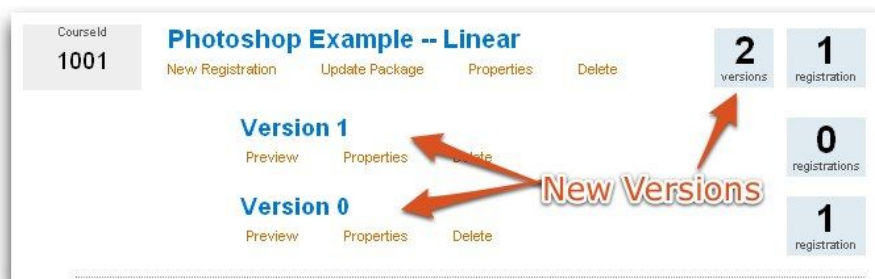 CourseId
1001
Photoshop Example -- Linear
New Registration Update Package Properties Delete
2
versions
1
registration
Version 1
Preview Properties Delete
0
registrations
New Versions
Version 0
Preview Properties Delete
1
registration